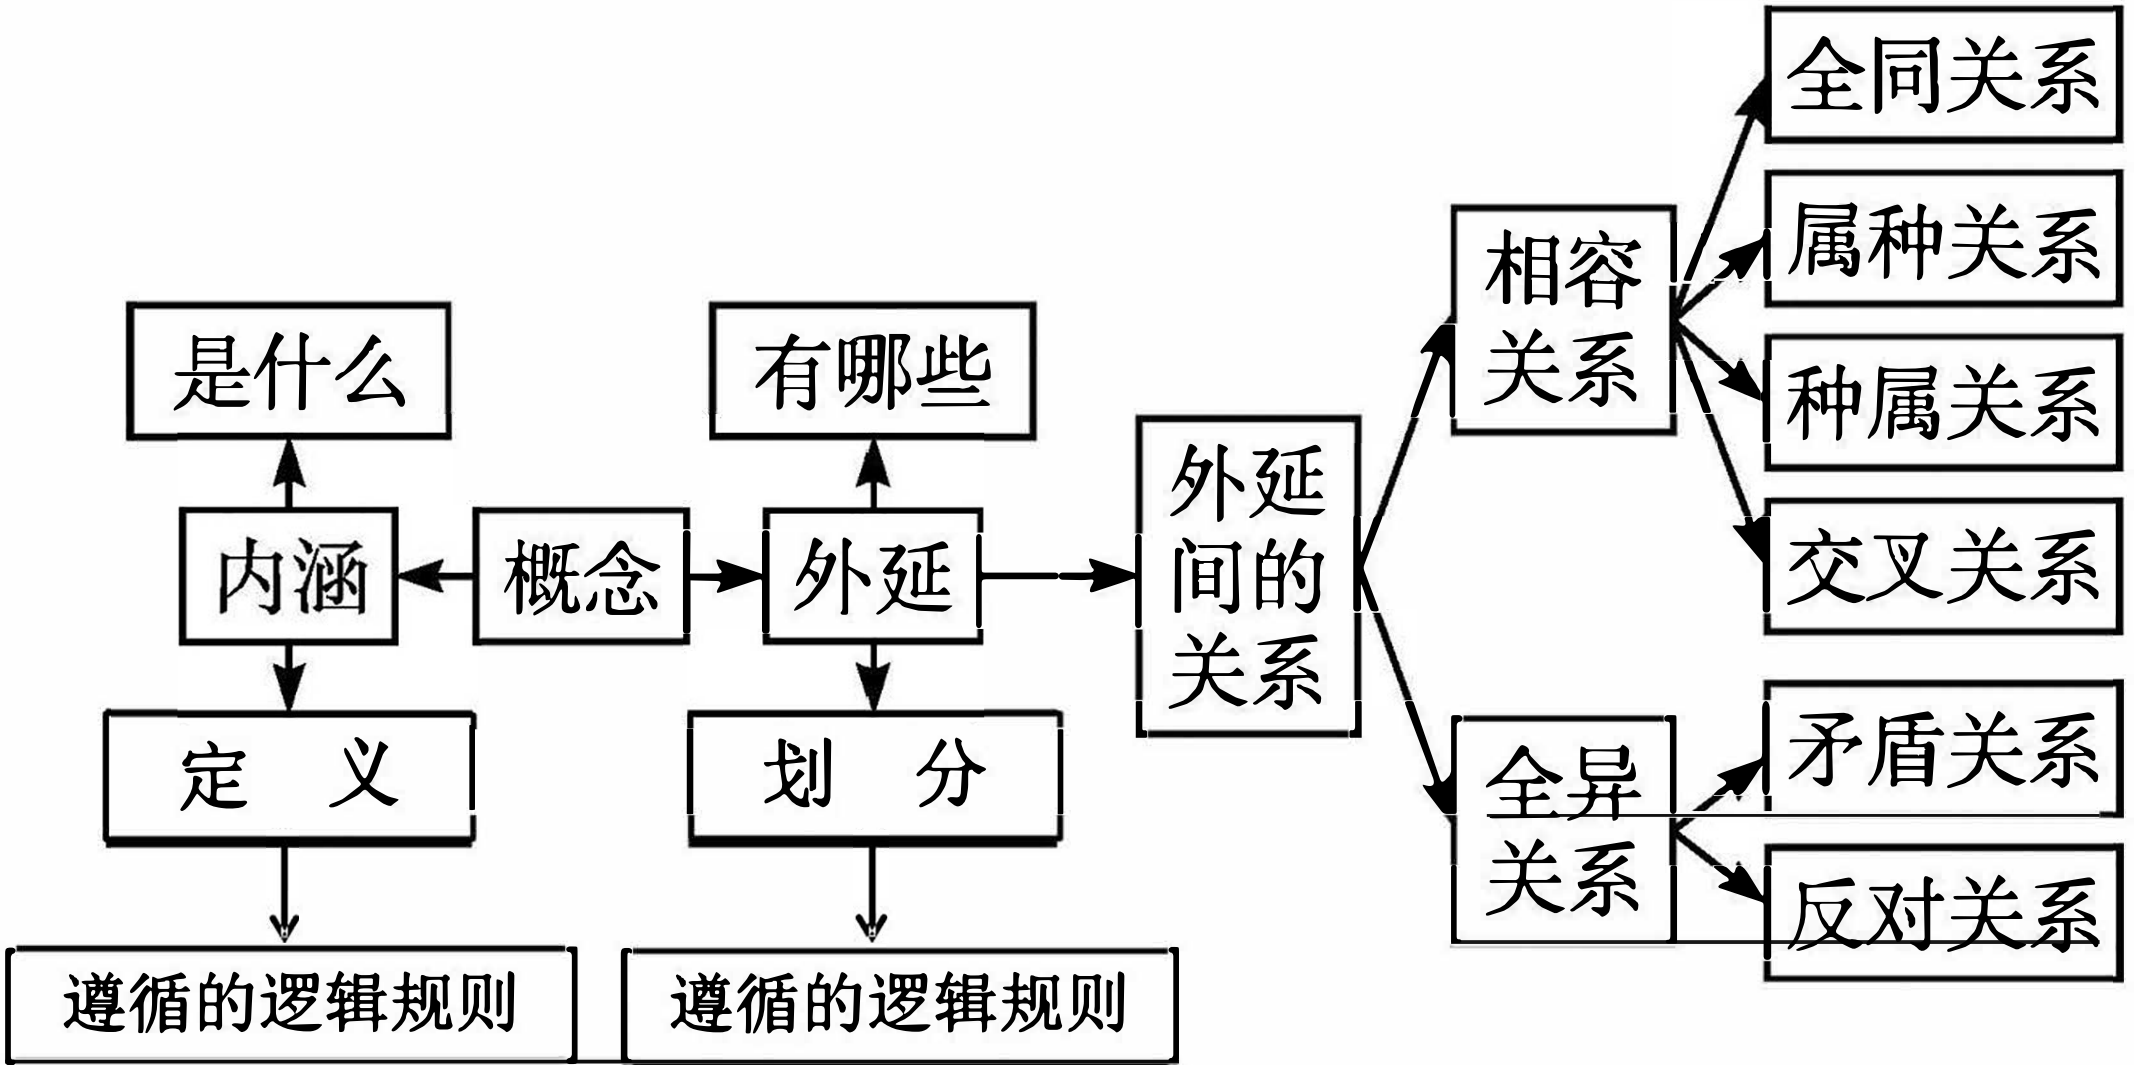 全同关系
属种关系
相容
关系
种属关系
交叉关系
是什么
有哪些
内涵
概念
外延
外延
间的
关系
定 义
划 分
全异
关系
矛盾关系
反对关系
遵循的逻辑规则
遵循的逻辑规则